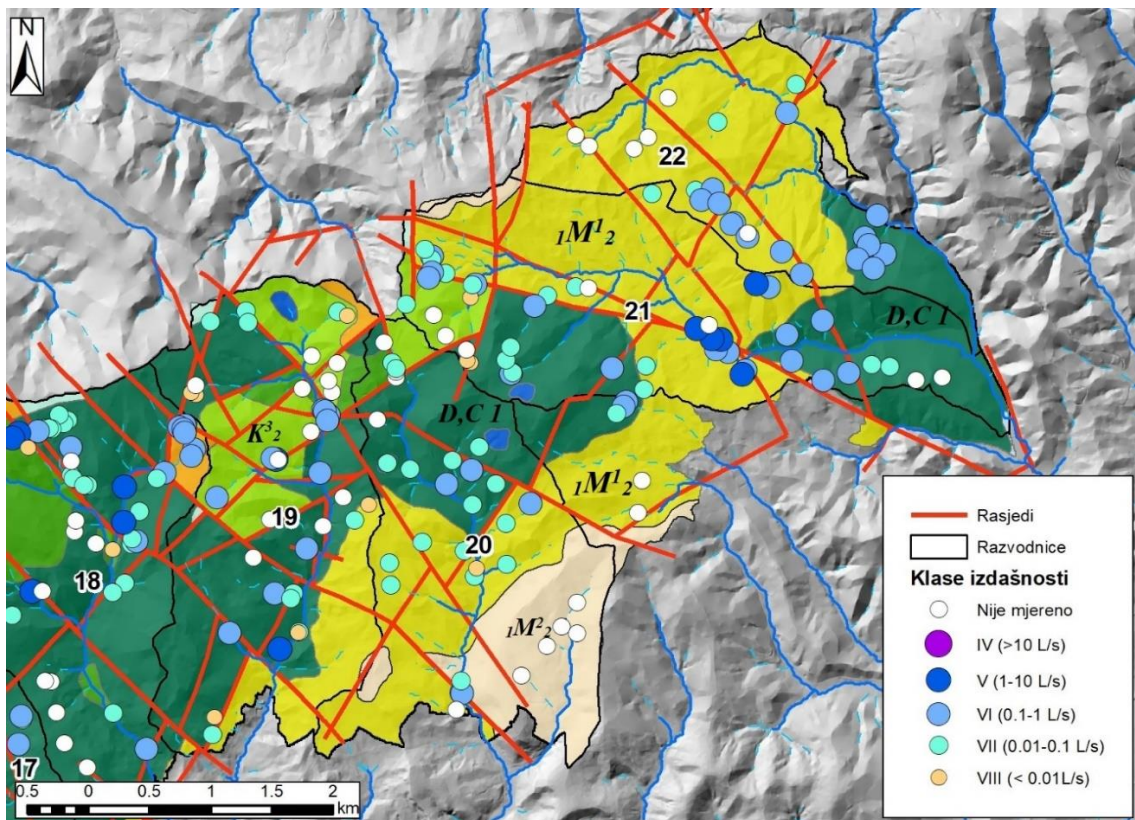 N
22
₁M¹₂
21
D,C 1
D,C 1
K³₂
₁M¹₂
19
20
18
₁M²₂
17
0.5 0 0.5 1 2
km
Rasjedi
Razvodnice
Klase izdašnosti
Nije mjereno
IV (>10 L/s)
V (1-10 L/s)
VI (0.1-1 L/s)
VII (0.01-0.1 L/s)
VIII (< 0.01L/s)